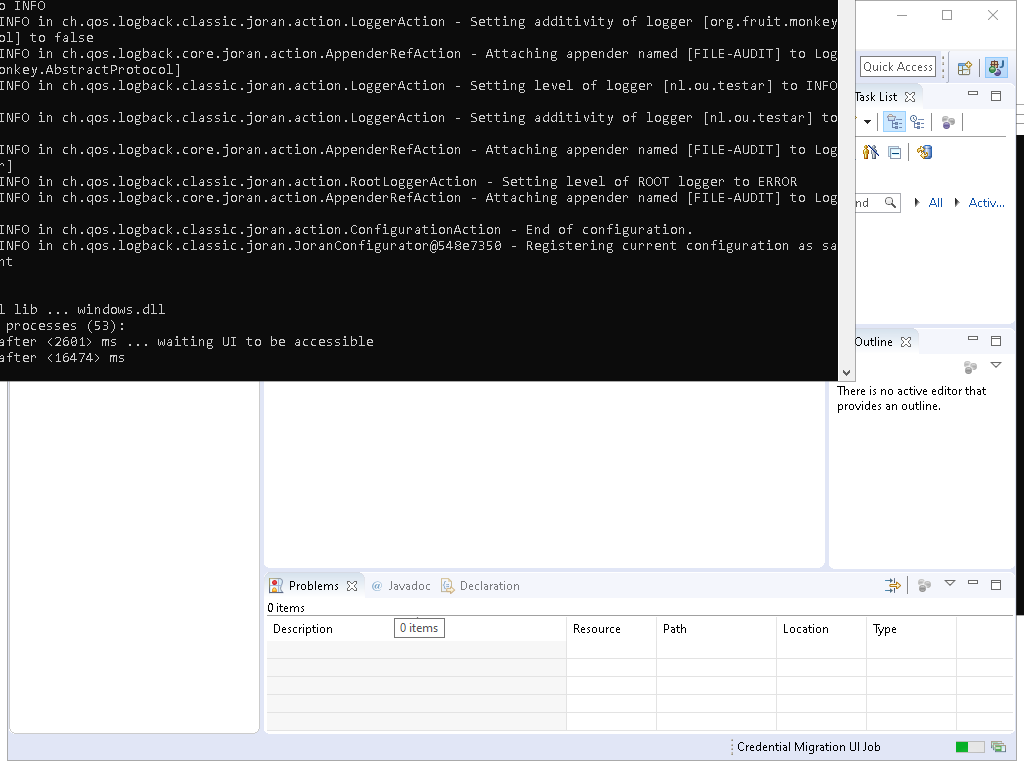 o INFO
INFO in ch.qos.logback.classic.joran.action.LoggerAction - Setting additivity of logger [org.fruit.monkey
ol] to false
INFO in ch.qos.logback.core.joran.action.AppenderRefAction - Attaching appender named [FILE-AUDIT] to Log
onkey.AbstractProtocol]
INFO in ch.qos.logback.classic.joran.action.LoggerAction - Setting level of logger [nl.ou.testar] to INFO
INFO in ch.qos.logback.classic.joran.action.LoggerAction - Setting additivity of logger [nl.ou.testar] to
INFO in ch.qos.logback.core.joran.action.AppenderRefAction - Attaching appender named [FILE-AUDIT] to Log
r]
INFO in ch.qos.logback.classic.joran.action.RootLoggerAction - Setting level of ROOT logger to ERROR
INFO in ch.qos.logback.core.joran.action.AppenderRefAction - Attaching appender named [FILE-AUDIT] to Log
INFO in ch.qos.logback.classic.joran.action.ConfigurationAction - End of configuration.
INFO in ch.qos.logback.classic.joran.JoranConfigurator@548e7350 - Registering current configuration as sa
nt
l lib ... windows.dll
processes (53):
after <2601> ms ... waiting UI to be accessible
after <16474> ms
Quick Access
Task List
nd
All
Activ...
Outline
There is no active editor that
provides an outline.
Problems
@ Javadoc
Declaration
0 items
Description
0 items
Resource
Path
Location
Type
Credential Migration UI Job